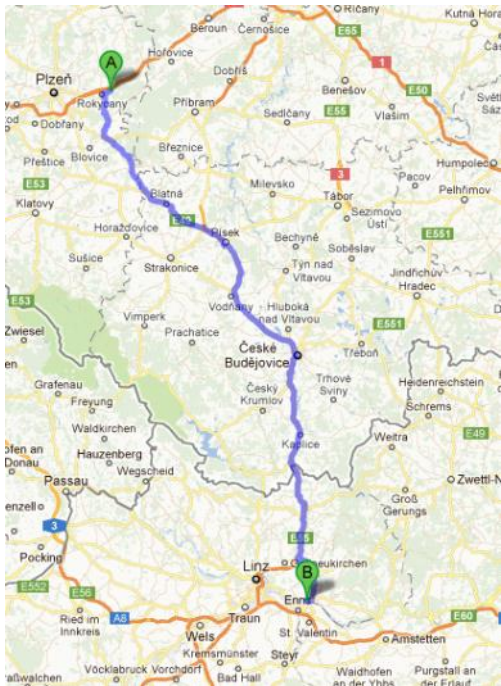 Říčany
Kutná Hora
Beroun
Černošice
E65
Hořovice
A
1
Plzeň
Dobříš
Benešov
E50
Rokycany
E55
Vlašim
Příbram
Dobřany
Sedlčany
Blovice
Březnice
Přeštice
Humpolec
E53
3
Pacov
Klatovy
Blatná
Milevsko
Pelhřimov
Tábor
Horažďovice
Sezimovo
Ústí
E551
Písek
Bechyně
Sušice
Strakonice
Týn nad
Vltavou
Soběslav
Jindřichův
Hradec
E53
Vodňany
Hluboká
nad Vltavou
Vimperk
E551
Zwiesel
Prachatice
České
Budějovice
Třeboň
Grafenau
Český
Krumlov
Trhové
Sviny
Heidenreichstein
Freyung
Schrems
Waldkirchen
Kaplice
Weitra
E49
Hauzenberg
Wegscheid
Passau
Groß
Gerungs
3
E55
Pocking
Linz
B
E552
E56
Enns
Ried im
Innkreis
A8
Traun
St. Valentin
E60
Wels
Amstetten
Kremsmünster
Steyr
Vöcklabruck
Vorchdorf
Bad Hall
Waidhofen
an der Ybbs
Purgstall an
der Erlauf